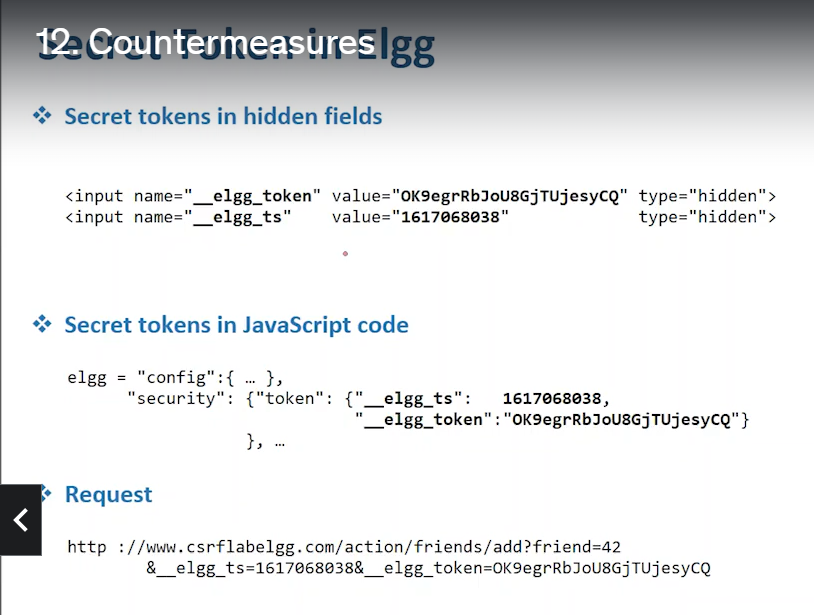 12. Countermeasures
Secret Token in Elgg
❖ Secret tokens in hidden fields
<input name="__elgg_token" value="OK9egrRbJoU8GjTUjesyCQ" type="hidden">
<input name="__elgg_ts" value="1617068038" type="hidden">
❖ Secret tokens in JavaScript code
elgg = "config":{ … },
"security": {"token": {"__elgg_ts": 1617068038,
"__elgg_token":"OK9egrRbJoU8GjTUjesyCQ"}
}, …
❖ Request
http ://www.csrflabelgg.com/action/friends/add?friend=42
&__elgg_ts=1617068038&__elgg_token=OK9egrRbJoU8GjTUjesyCQ